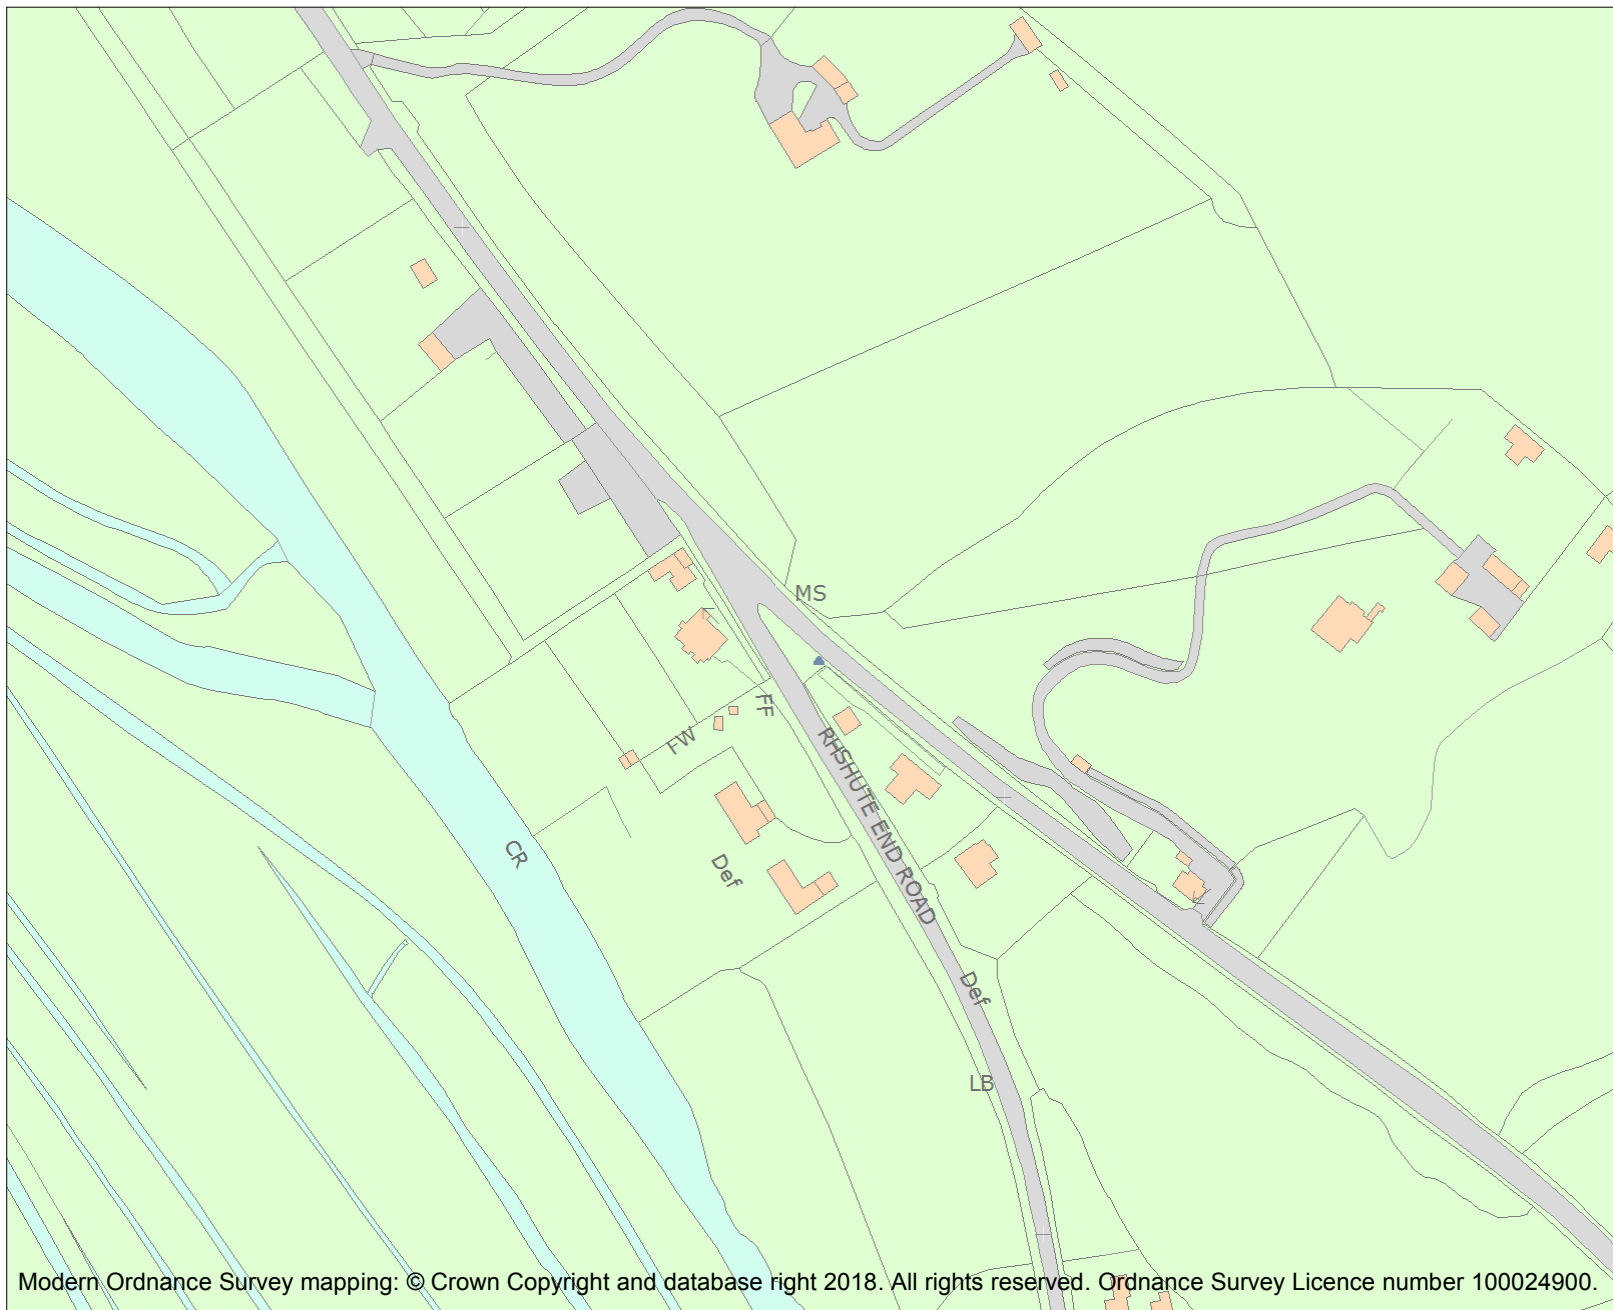 MS
FF
FW
RHSHUTE END ROAD
CR
Def
Def
LB
Modern Ordnance Survey mapping: © Crown Copyright and database right 2018. All rights reserved. Ordnance Survey Licence number 100024900.